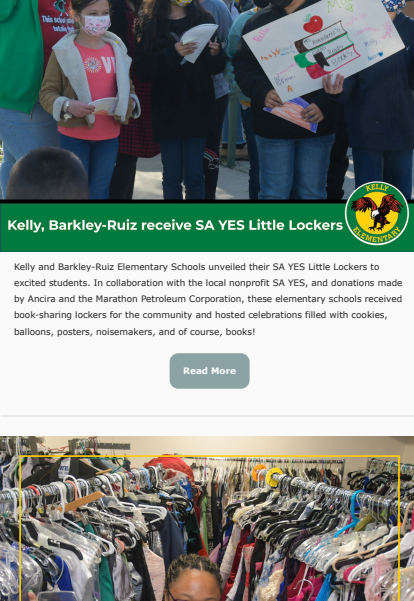 This
Kelly, Barkley-Ruiz receive SA YES Little Lockers
KELLY
ELEMENTARY
Kelly and Barkley-Ruiz Elementary Schools unveiled their SA YES Little Lockers to
excited students. In collaboration with the local nonprofit SA YES, and donations made
by Ancira and the Marathon Petroleum Corporation, these elementary schools received
book-sharing lockers for the community and hosted celebrations filled with cookies,
balloons, posters, noisemakers, and of course, books!
Read More